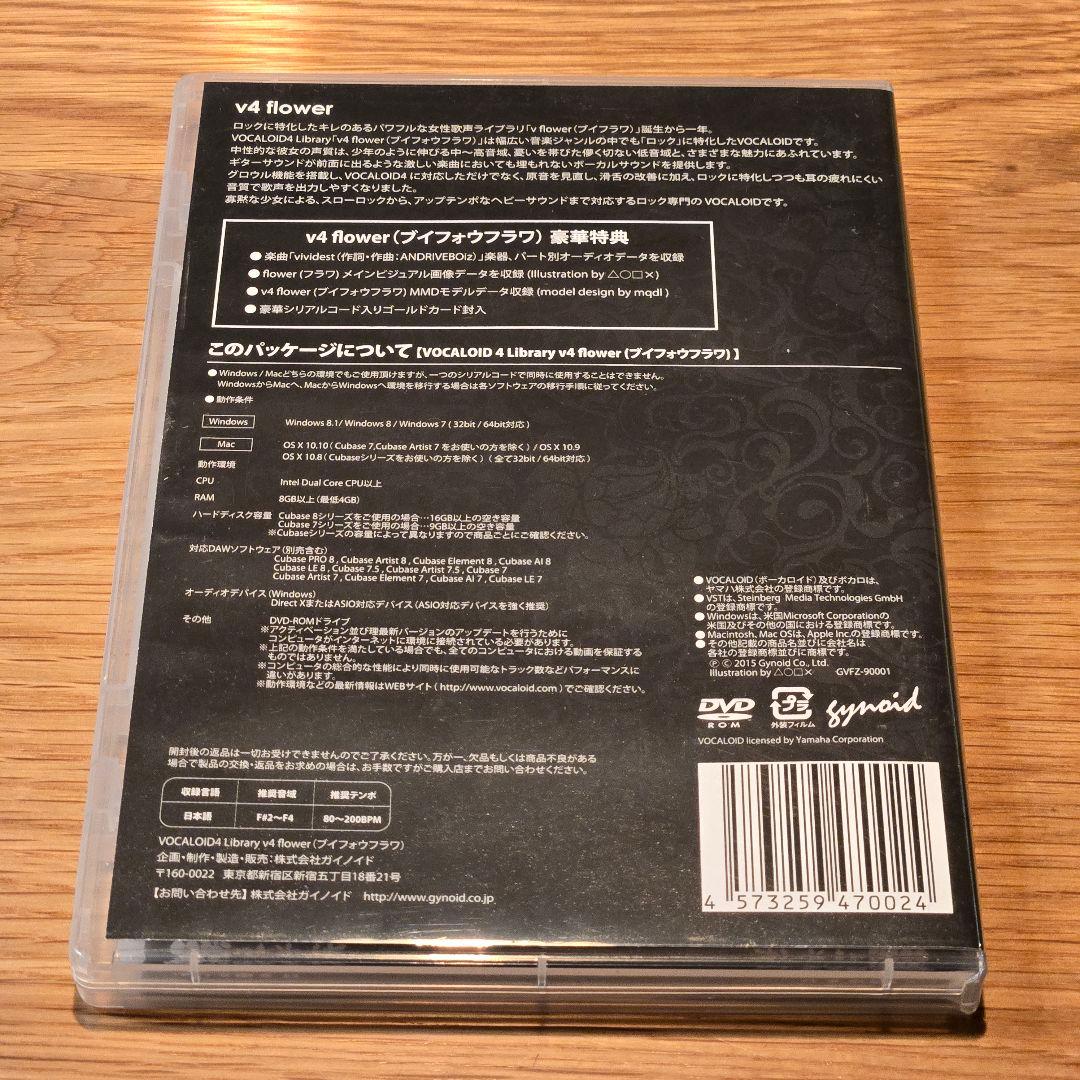 v4 flower
ロックに特化したキレのあるパワフルな女性歌声ライブラリ「v flower（ブイフラワ）」誕生から一年。
VOCALOID4 Library「v4 flower（ブイフォウフラワ）」は幅広い音楽ジャンルの中でも「ロック」に特化したVOCALOIDです。
中性的な彼女の声質は、少年のように伸びる中～高音域、憂いを帯びた儚く切ない低音域と、さまざまな魅力にあふれています。
ギターサウンドが前面に出るような激しい楽曲においても埋もれないボーカルサウンドを提供します。
グロウル機能を搭載し、VOCALOID4 に対応しただけでなく、原音を見直し、滑舌の改善に加え、ロックに特化しつつも耳の疲れにくい
音質で歌声を出力しやすくなりました。
寡黙な少女による、スローロックから、アップテンポなヘビーサウンドまで対応するロック専門の VOCALOIDです。
v4 flower（ブイフォウフラワ） 豪華特典
●楽曲「vividest（作詞・作曲：ANDRIVEBOiz）」楽器、パート別オーディオデータを収録
●flower（フラワ）メインビジュアル画像データを収録（Illustration by △○□×）
●v4 flower（ブイフォウフラワ）MMDモデルデータ収録（model design by mqdl）
●豪華シリアルコード入りゴールドカード封入
このパッケージについて【VOCALOID 4 Library v4 flower（ブイフォウフラワ）】
●Windows / Macどちらの環境でもご使用頂けますが、一つのシリアルコードで同時に使用することはできません。
WindowsからMacへ、MacからWindowsへ環境を移行する場合は各ソフトウェアの移行手順に従ってください。
●動作条件
Windows Windows 8.1/ Windows 8 / Windows 7（32bit / 64bit対応）
Mac OS X 10.10（Cubase 7,Cubase Artist 7 をお使いの方を除く）/ OS X 10.9
OS X 10.8（Cubaseシリーズをお使いの方を除く）（全て32bit / 64bit対応）
動作環境
CPU Intel Dual Core CPU以上
RAM 8GB以上（最低4GB）
ハードディスク容量 Cubase 8シリーズをご使用の場合…16GB以上の空き容量
Cubase 7シリーズをご使用の場合…9GB以上の空き容量
※Cubaseシリーズの容量によって異なりますので商品ごとにご確認ください。
対応DAWソフトウェア（別売含む）
Cubase PRO 8 , Cubase Artist 8 , Cubase Element 8 , Cubase AI 8
Cubase LE 8 , Cubase 7.5 , Cubase Artist 7.5 , Cubase 7
Cubase Artist 7 , Cubase Element 7 , Cubase AI 7 , Cubase LE 7
オーディオデバイス（Windows）
Direct XまたはASIO対応デバイス（ASIO対応デバイスを強く推奨）
その他 DVD-ROMドライブ
※アクティベーション並び理最新バージョンのアップデートを行うために
コンピュータがインターネットに環境に接続されている必要があります。
※上記の動作条件を満たしている場合でも、全てのコンピュータにおける動画を保証する
ものではありません。
※コンピュータの総合的な性能により同時に使用可能なトラック数などパフォーマンスに
違いがあります。
※動作環境などの最新情報はWEBサイト（http://www.vocaloid.com）でご確認ください。
●VOCALOID（ボーカロイド）及びボカロは、
ヤマハ株式会社の登録商標です。
●VSTは、Steinberg Media Technologies GmbH
の登録商標です。
●Windowsは、米国Microsoft Corporationの
米国及びその他の国における登録商標です。
●Macintosh、Mac OSは、Apple Inc.の登録商標です。
●その他記載の商品名並びに会社名は、
各社の登録商標並びに商標です。
Ⓟ © 2015 Gynoid Co., Ltd.
Illustration by △○□× GVFZ-90001
DVD ROM プラ 外装フィルム gynoid
VOCALOID licensed by Yamaha Corporation
開封後の返品は一切お受けできませんのでご了承ください。万が一、欠品もしくは商品不良がある
場合で製品の交換・返品をお求めの場合は、お手数ですがご購入店までお問い合わせください。
収録言語 推奨音域 推奨テンポ
日本語 F#2～F4 80～200BPM
VOCALOID4 Library v4 flower（ブイフォウフラワ）
企画・制作・製造・販売：株式会社ガイノイド
〒160-0022 東京都新宿区新宿五丁目18番21号
【お問い合わせ先】株式会社ガイノイド http://www.gynoid.co.jp
4 573259 470024